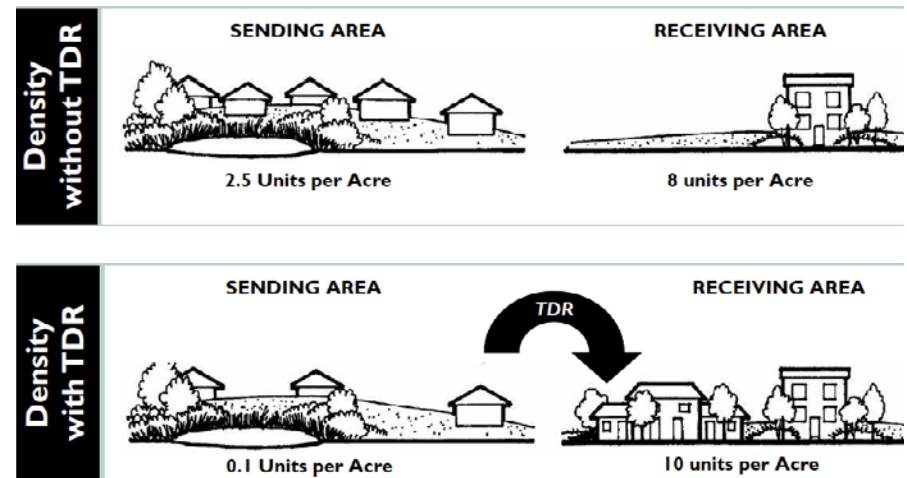 Density
without TDR
SENDING AREA
RECEIVING AREA
2.5 Units per Acre
8 units per Acre
Density
with TDR
SENDING AREA
RECEIVING AREA
TDR
0.1 Units per Acre
10 units per Acre